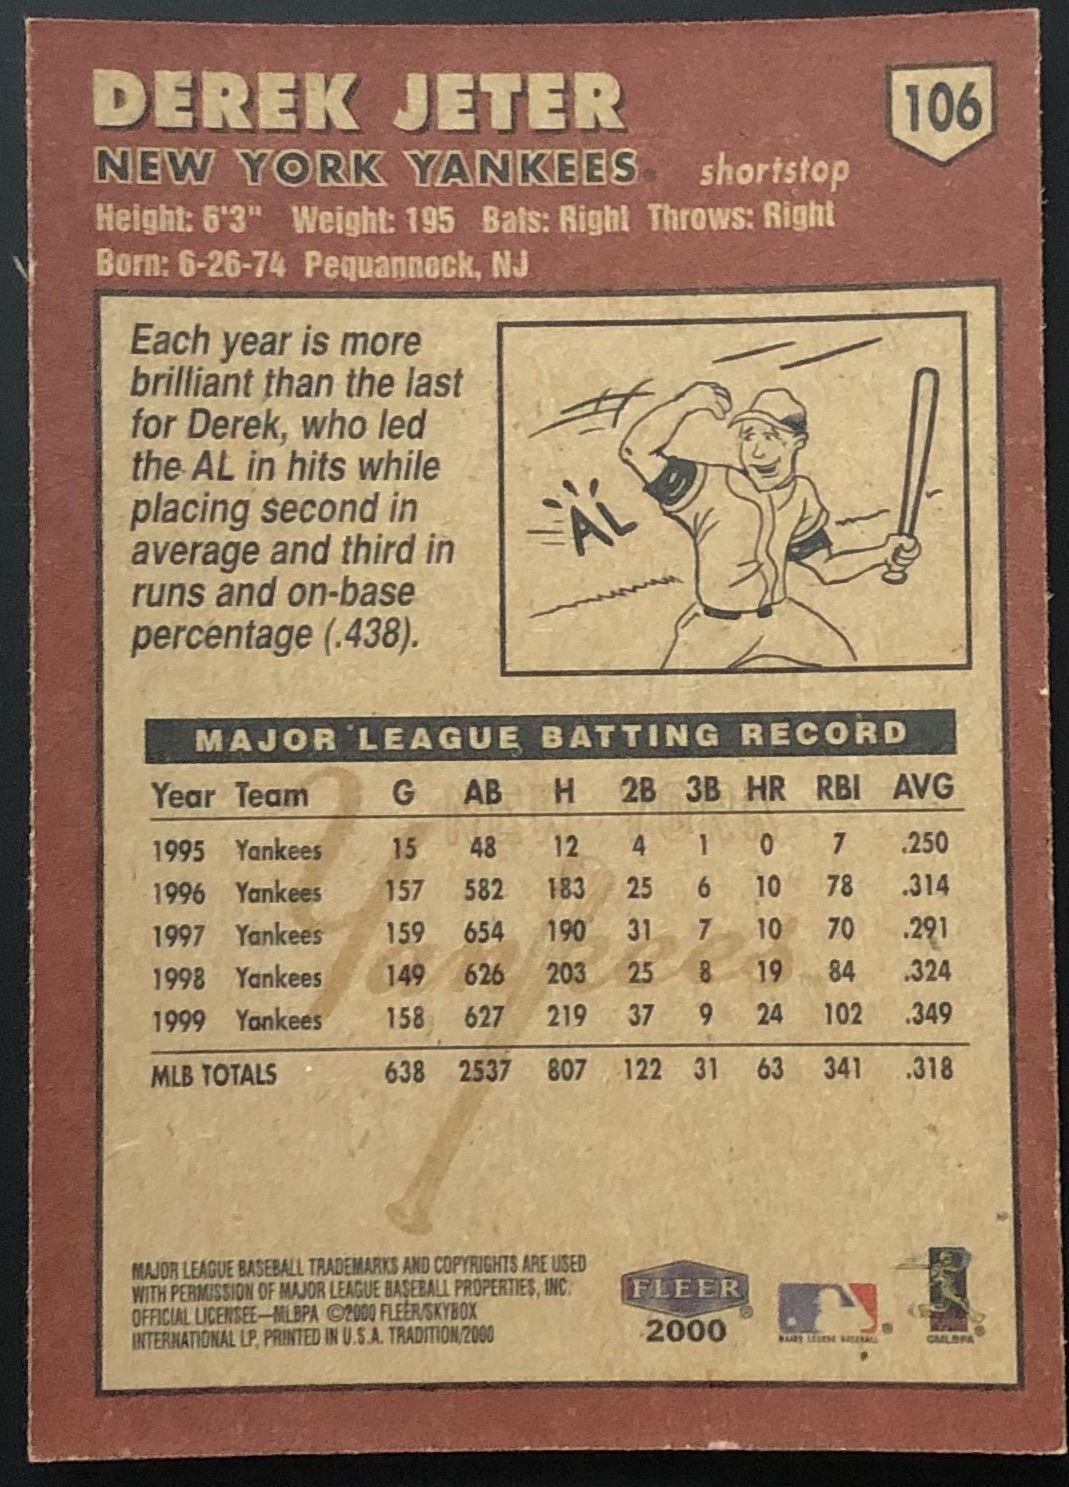 DEREK JETER
106
NEW YORK YANKEES. shortstop
Height: 6'3" Weight: 195 Bats: Right Throws: Right
Born: 6-26-74 Pequannock, NJ
Each year is more
brilliant than the last
for Derek, who led
the AL in hits while
placing second in
average and third in
runs and on-base
percentage (.438).
AL
MAJOR LEAGUE BATTING RECORD
Year Team G AB H 2B 3B HR RBI AVG
1995 Yankees 15 48 12 4 1 0 7 .250
1996 Yankees 157 582 183 25 6 10 78 .314
1997 Yankees 159 654 190 31 7 10 70 .291
1998 Yankees 149 626 203 25 8 19 84 .324
1999 Yankees 158 627 219 37 9 24 102 .349
MLB TOTALS 638 2537 807 122 31 63 341 .318
Yankees
MAJOR LEAGUE BASEBALL TRADEMARKS AND COPYRIGHTS ARE USED
WITH PERMISSION OF MAJOR LEAGUE BASEBALL PROPERTIES, INC.
OFFICIAL LICENSEE—MLBPA ©2000 FLEER/SKYBOX
INTERNATIONAL LP, PRINTED IN U.S.A. TRADITION/2000
FLEER®
2000
MAJOR LEAGUE BASEBALL®
©MLBPA®